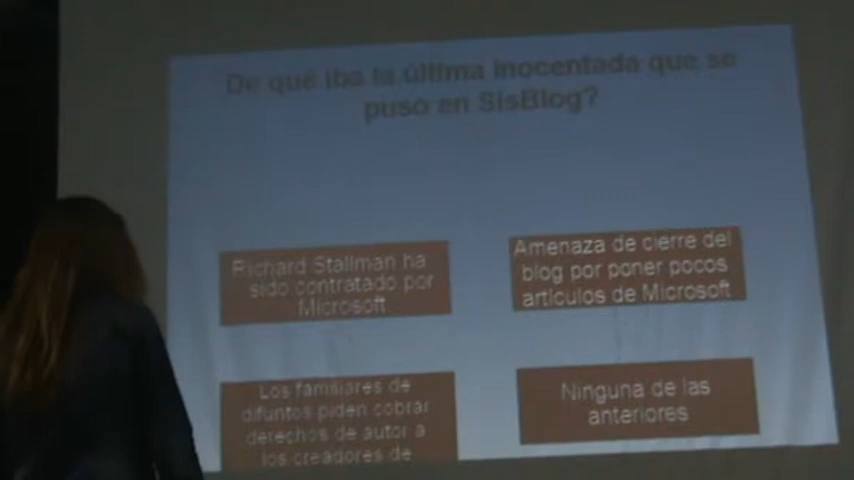 De qué iba la última inocentada que se
puso en SisBlog?
Richard Stallman ha
sido contratado por
Microsoft
Amenaza de cierre del
blog por poner pocos
articulos de Microsoft
Los familiares de
difuntos piden cobrar
derechos de autor a
los creadores de
Ninguna de las
anteriores